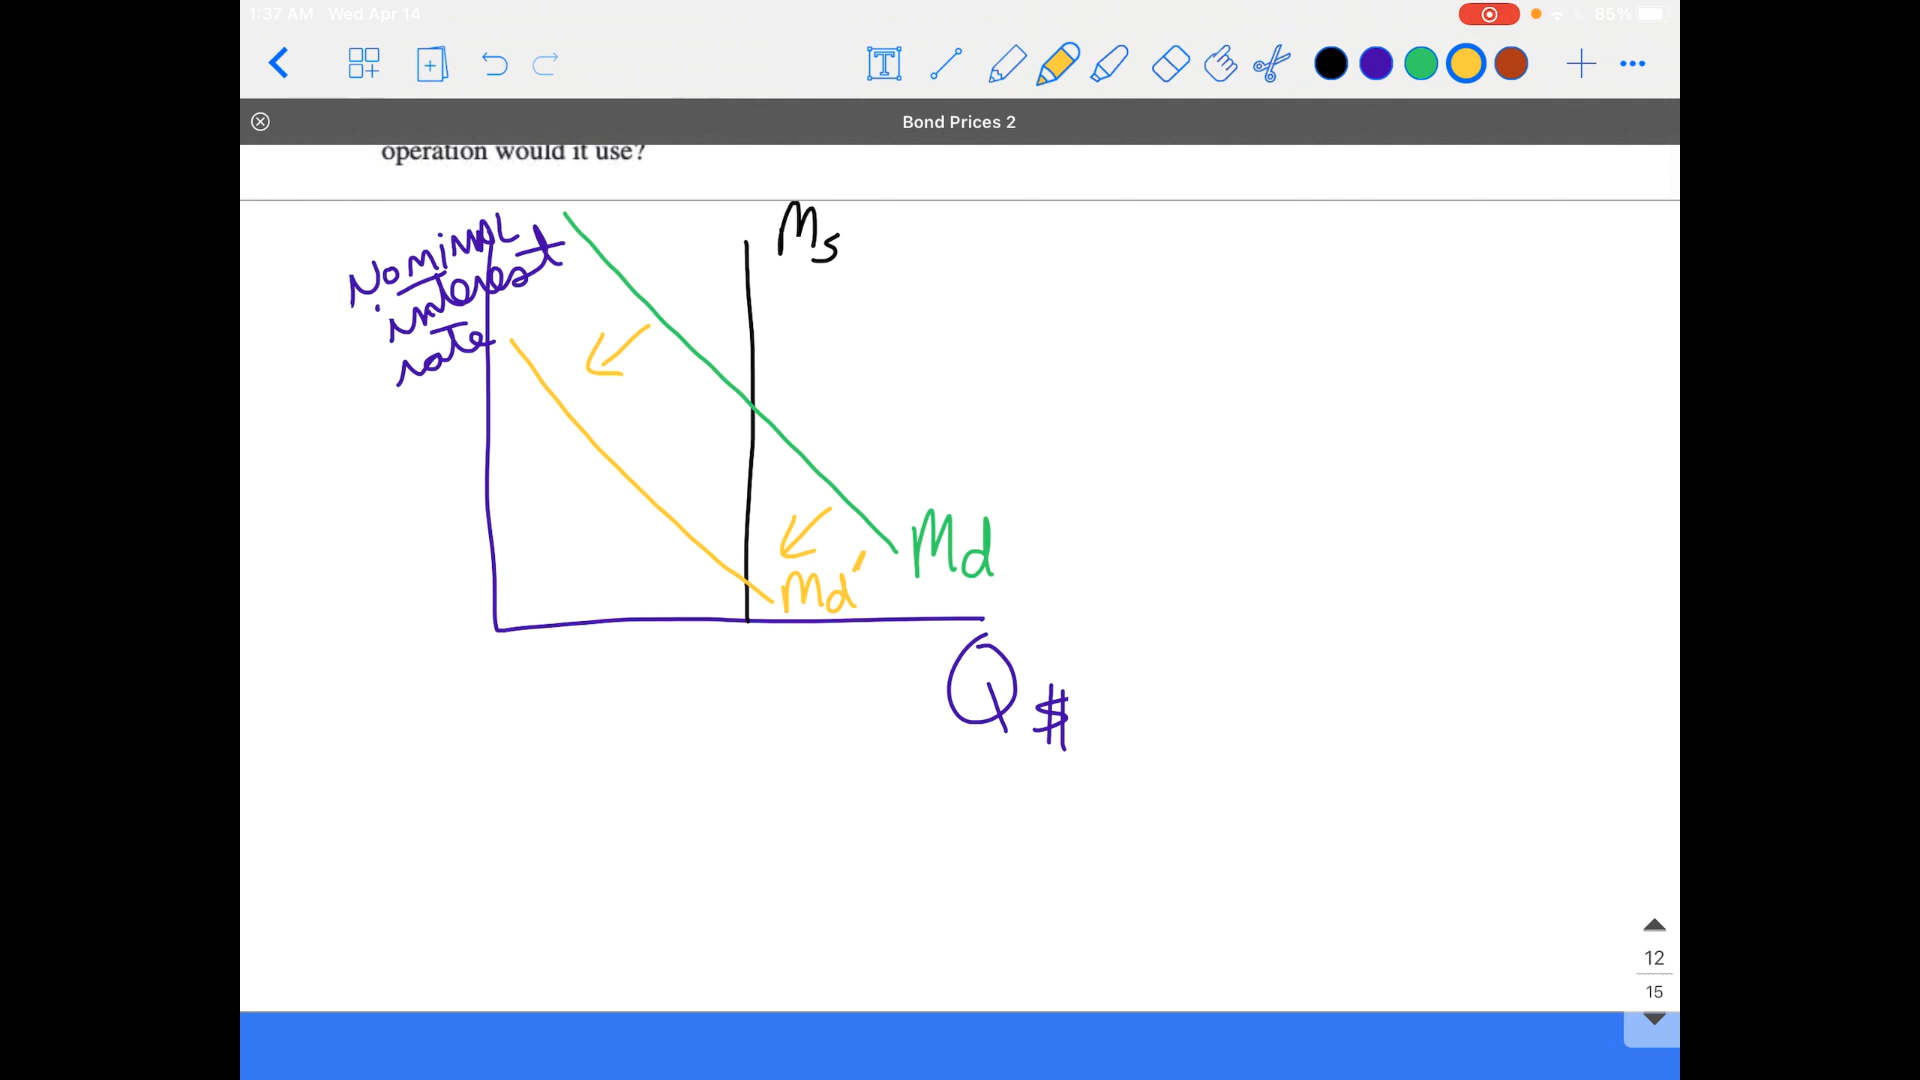 1:37 AM Wed Apr 14
85%
T
Bond Prices 2
operation would it use?
Nominal
interest
rate
Ms
Md
Md'
Q $
12
15